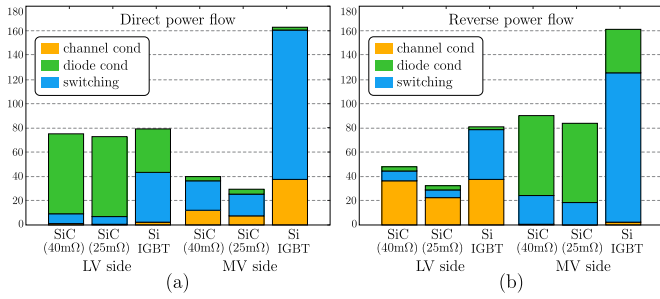 Direct power flow
channel cond
diode cond
switching
180
160
140
120
100
80
60
40
20
0
SiC SiC Si SiC SiC Si
(40mΩ) (25mΩ) IGBT (40mΩ) (25mΩ) IGBT
LV side MV side
(a)
Reverse power flow
channel cond
diode cond
switching
180
160
140
120
100
80
60
40
20
0
SiC SiC Si SiC SiC Si
(40mΩ) (25mΩ) IGBT (40mΩ) (25mΩ) IGBT
LV side MV side
(b)